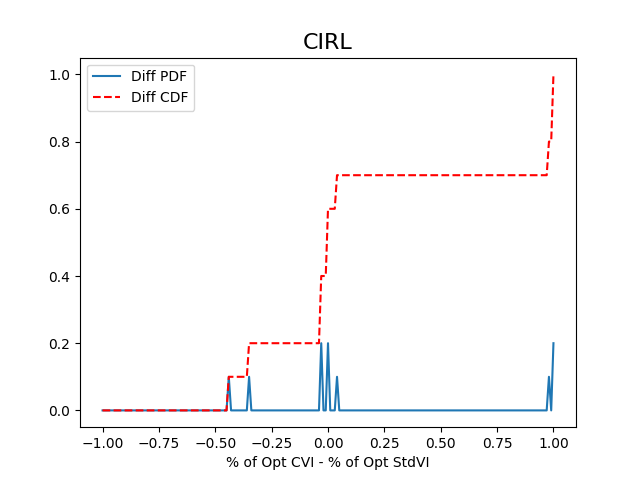 CIRL
Diff PDF
Diff CDF
1.0
0.8
0.6
0.4
0.2
0.0
−1.00 −0.75 −0.50 −0.25 0.00 0.25 0.50 0.75 1.00
% of Opt CVI - % of Opt StdVI